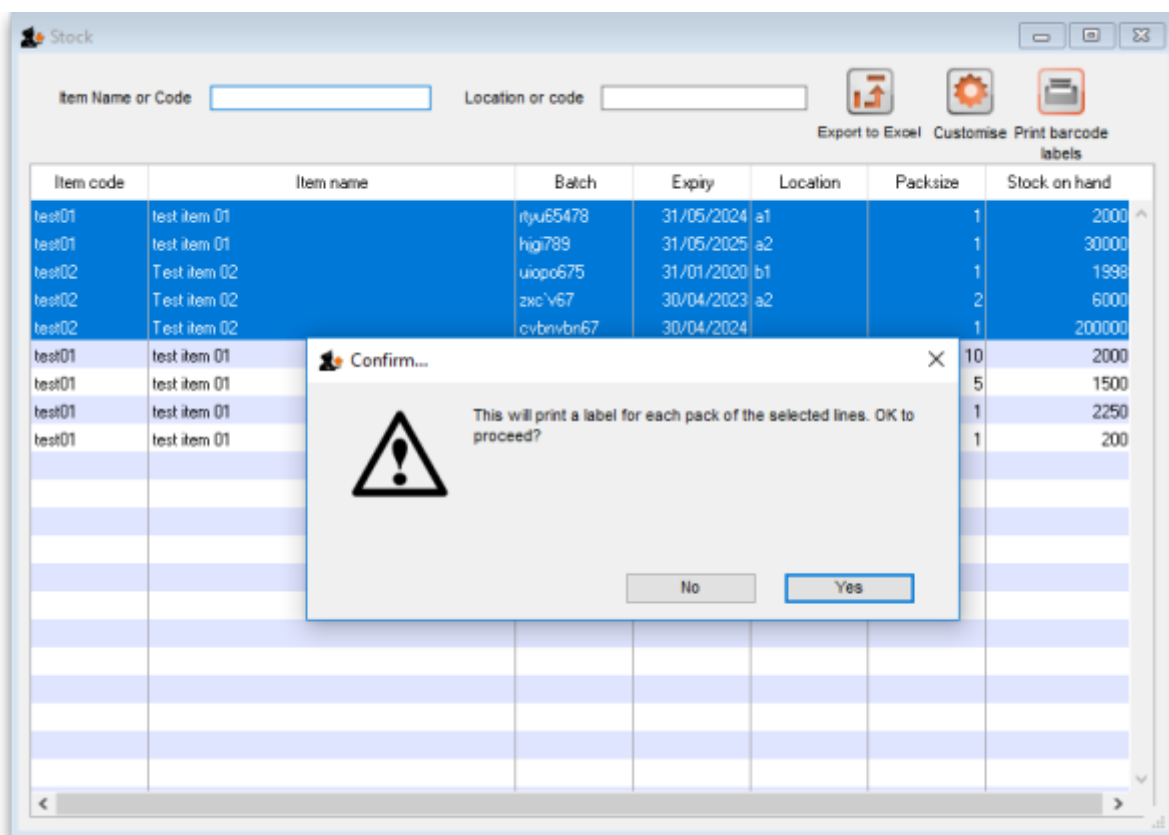 Stock
Item Name or Code Location or code
Export to Excel Customise Print barcode
labels
Item code Item name Batch Expiry Location Packsize Stock on hand
test01 test item 01 rtyu65478 31/05/2024 a1 1 2000
test01 test item 01 higi789 31/05/2025 a2 1 30000
test02 Test item 02 uiopo675 31/01/2020 b1 1 1998
test02 Test item 02 zxc`v67 30/04/2023 a2 2 6000
test02 Test item 02 cvbnvbn67 30/04/2024 1 200000
test01 test item 01 10 2000
test01 test item 01 5 1500
test01 test item 01 1 2250
test01 test item 01 1 200
Confirm...
This will print a label for each pack of the selected lines. OK to
proceed?
No Yes